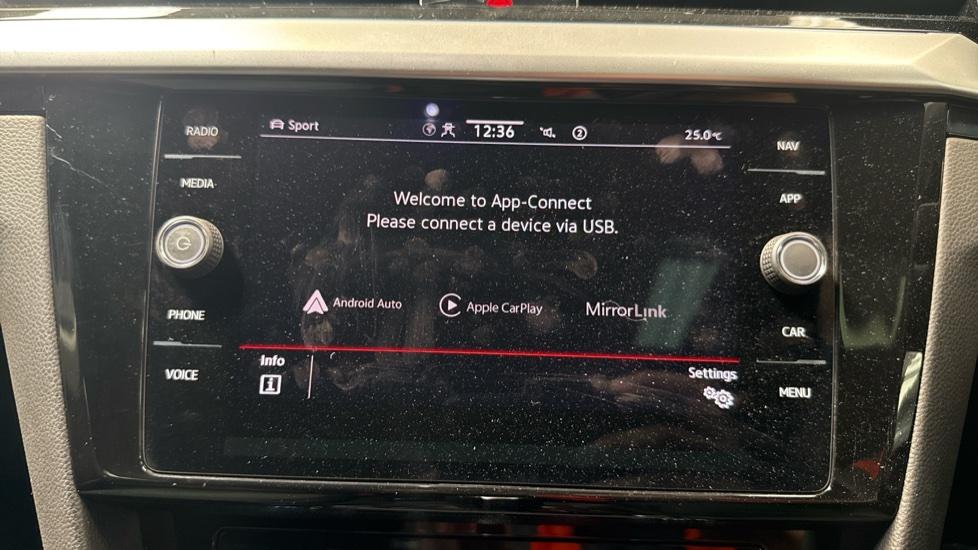 RADIO
MEDIA
PHONE
VOICE
Sport
12:36
2
25.0°C
Welcome to App-Connect
Please connect a device via USB.
Android Auto
Apple CarPlay
MirrorLink
Info
i
Settings
NAV
APP
CAR
MENU